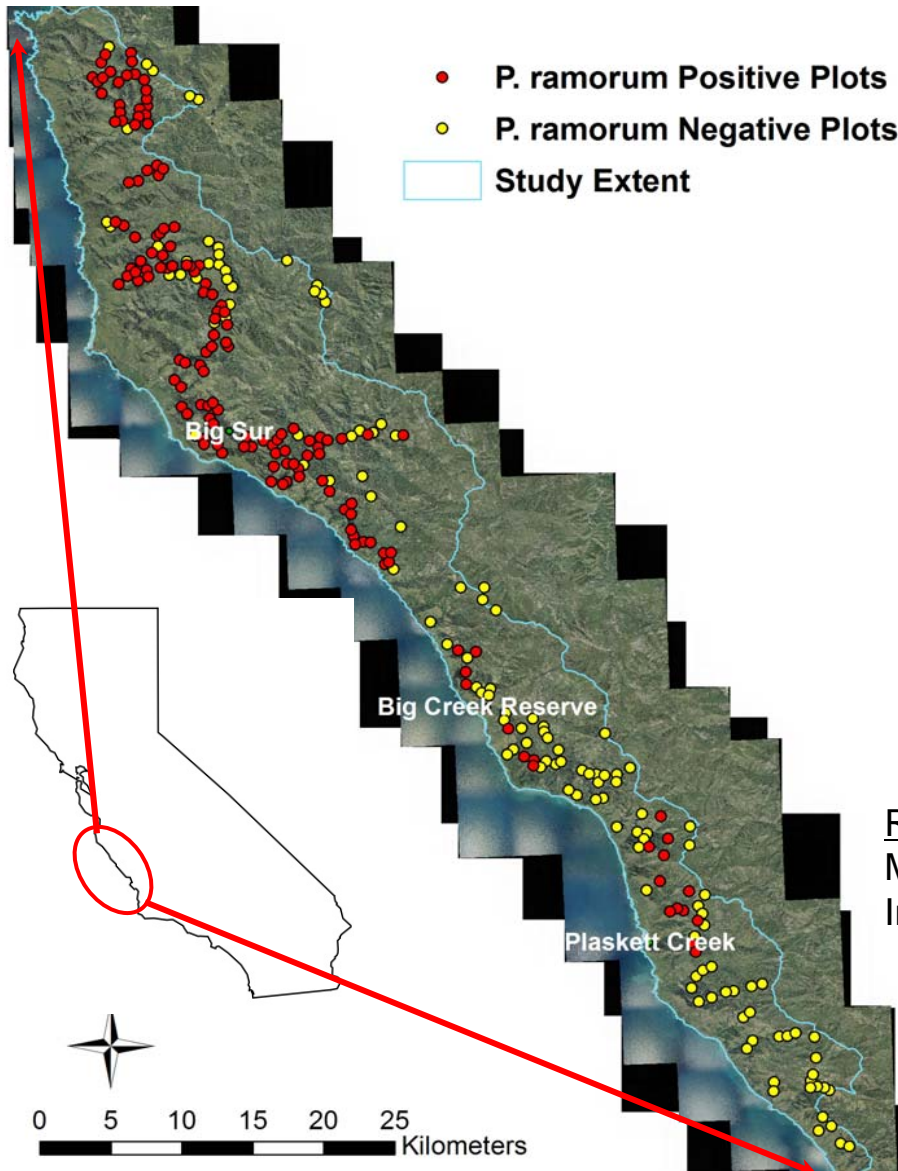 P. ramorum Positive Plots
P. ramorum Negative Plots
Study Extent
Big Sur
Big Creek Reserve
Plaskett Creek
0 5 10 15 20 25
Kilometers